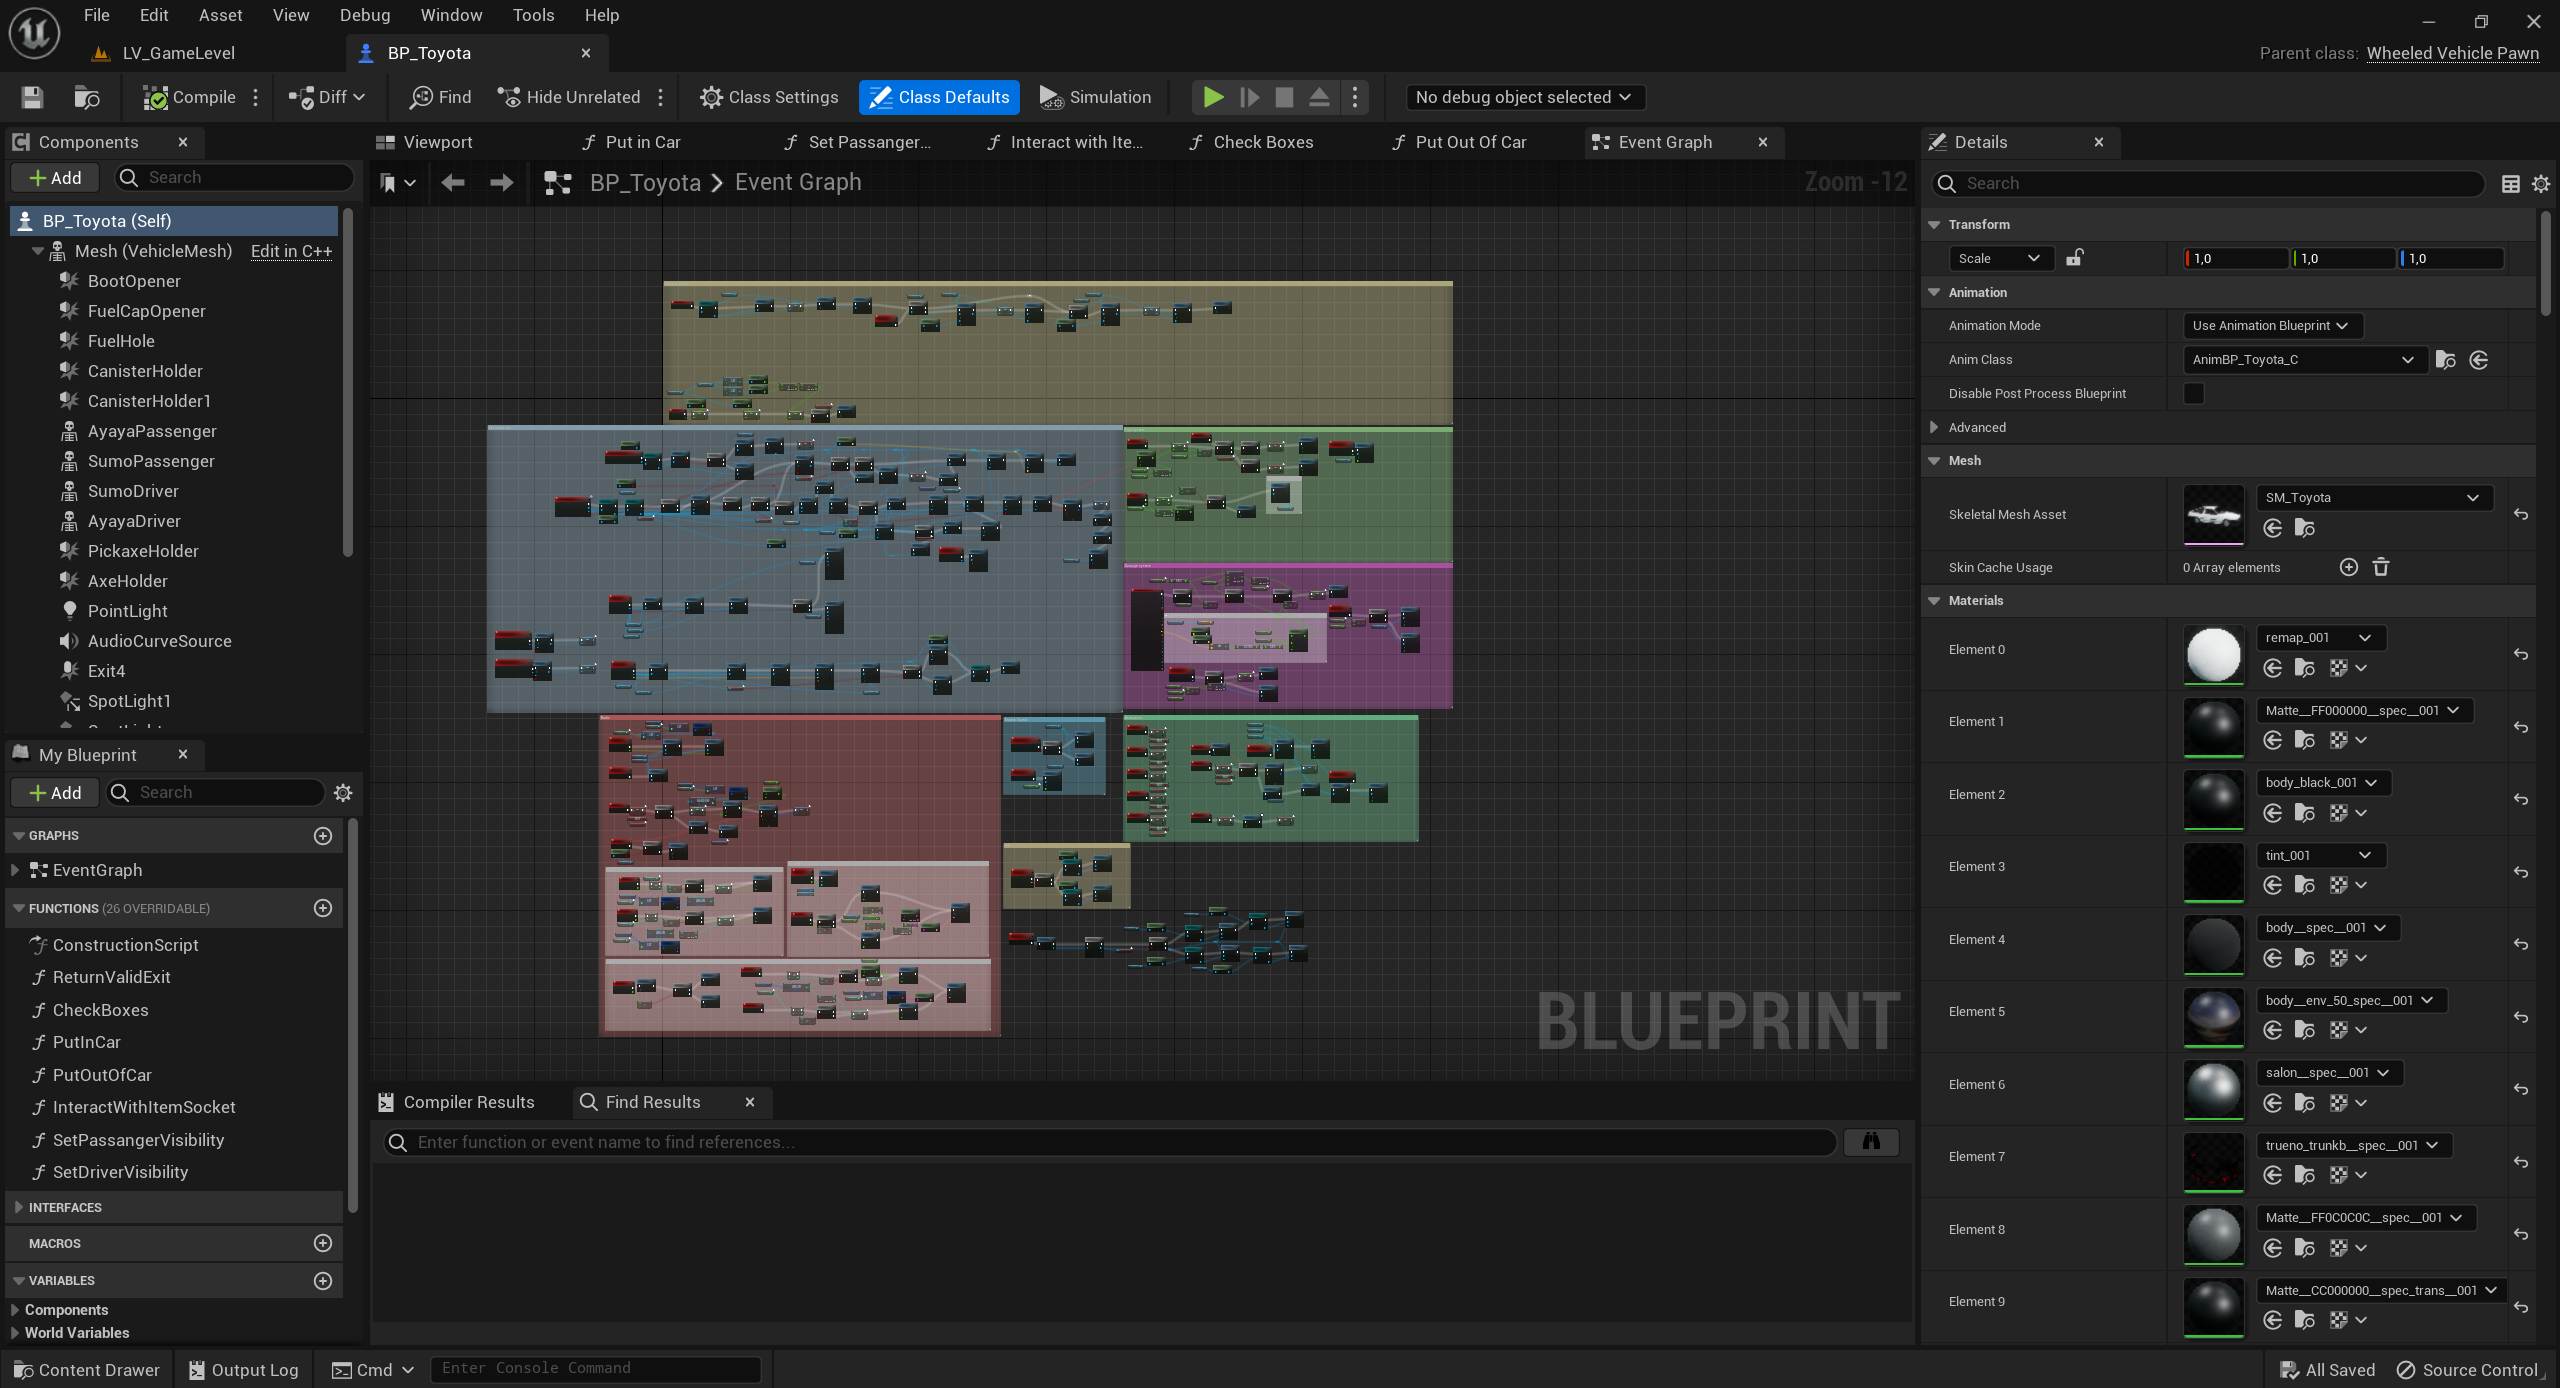 File Edit Asset View Debug Window Tools Help
LV_GameLevel
BP_Toyota
Parent class: Wheeled Vehicle Pawn
Compile Diff Find Hide Unrelated Class Settings Class Defaults Simulation No debug object selected
Components
Viewport Put in Car Set Passanger... Interact with Ite... Check Boxes Put Out Of Car Event Graph
Details
Add Search
BP_Toyota > Event Graph
Zoom -12
Search
BP_Toyota (Self)
Mesh (VehicleMesh) Edit in C++
BootOpener
FuelCapOpener
FuelHole
CanisterHolder
CanisterHolder1
AyayaPassenger
SumoPassenger
SumoDriver
AyayaDriver
PickaxeHolder
AxeHolder
PointLight
AudioCurveSource
Exit4
SpotLight1
My Blueprint
Add Search
GRAPHS
EventGraph
FUNCTIONS (26 OVERRIDABLE)
ConstructionScript
ReturnValidExit
CheckBoxes
PutInCar
PutOutOfCar
InteractWithItemSocket
SetPassangerVisibility
SetDriverVisibility
INTERFACES
MACROS
VARIABLES
Components
World Variables
BLUEPRINT
Compiler Results Find Results
Enter function or event name to find references...
Transform
Scale 1,0 1,0 1,0
Animation
Animation Mode Use Animation Blueprint
Anim Class AnimBP_Toyota_C
Disable Post Process Blueprint
Advanced
Mesh
Skeletal Mesh Asset SM_Toyota
Skin Cache Usage 0 Array elements
Materials
Element 0 remap_001
Element 1 Matte__FF000000__spec__001
Element 2 body_black_001
Element 3 tint_001
Element 4 body__spec__001
Element 5 body__env_50_spec__001
Element 6 salon__spec__001
Element 7 trueno_trunkb__spec__001
Element 8 Matte__FF0C0C0C__spec__001
Element 9 Matte__CC000000__spec_trans__001
Content Drawer Output Log Cmd Enter Console Command
All Saved Source Control